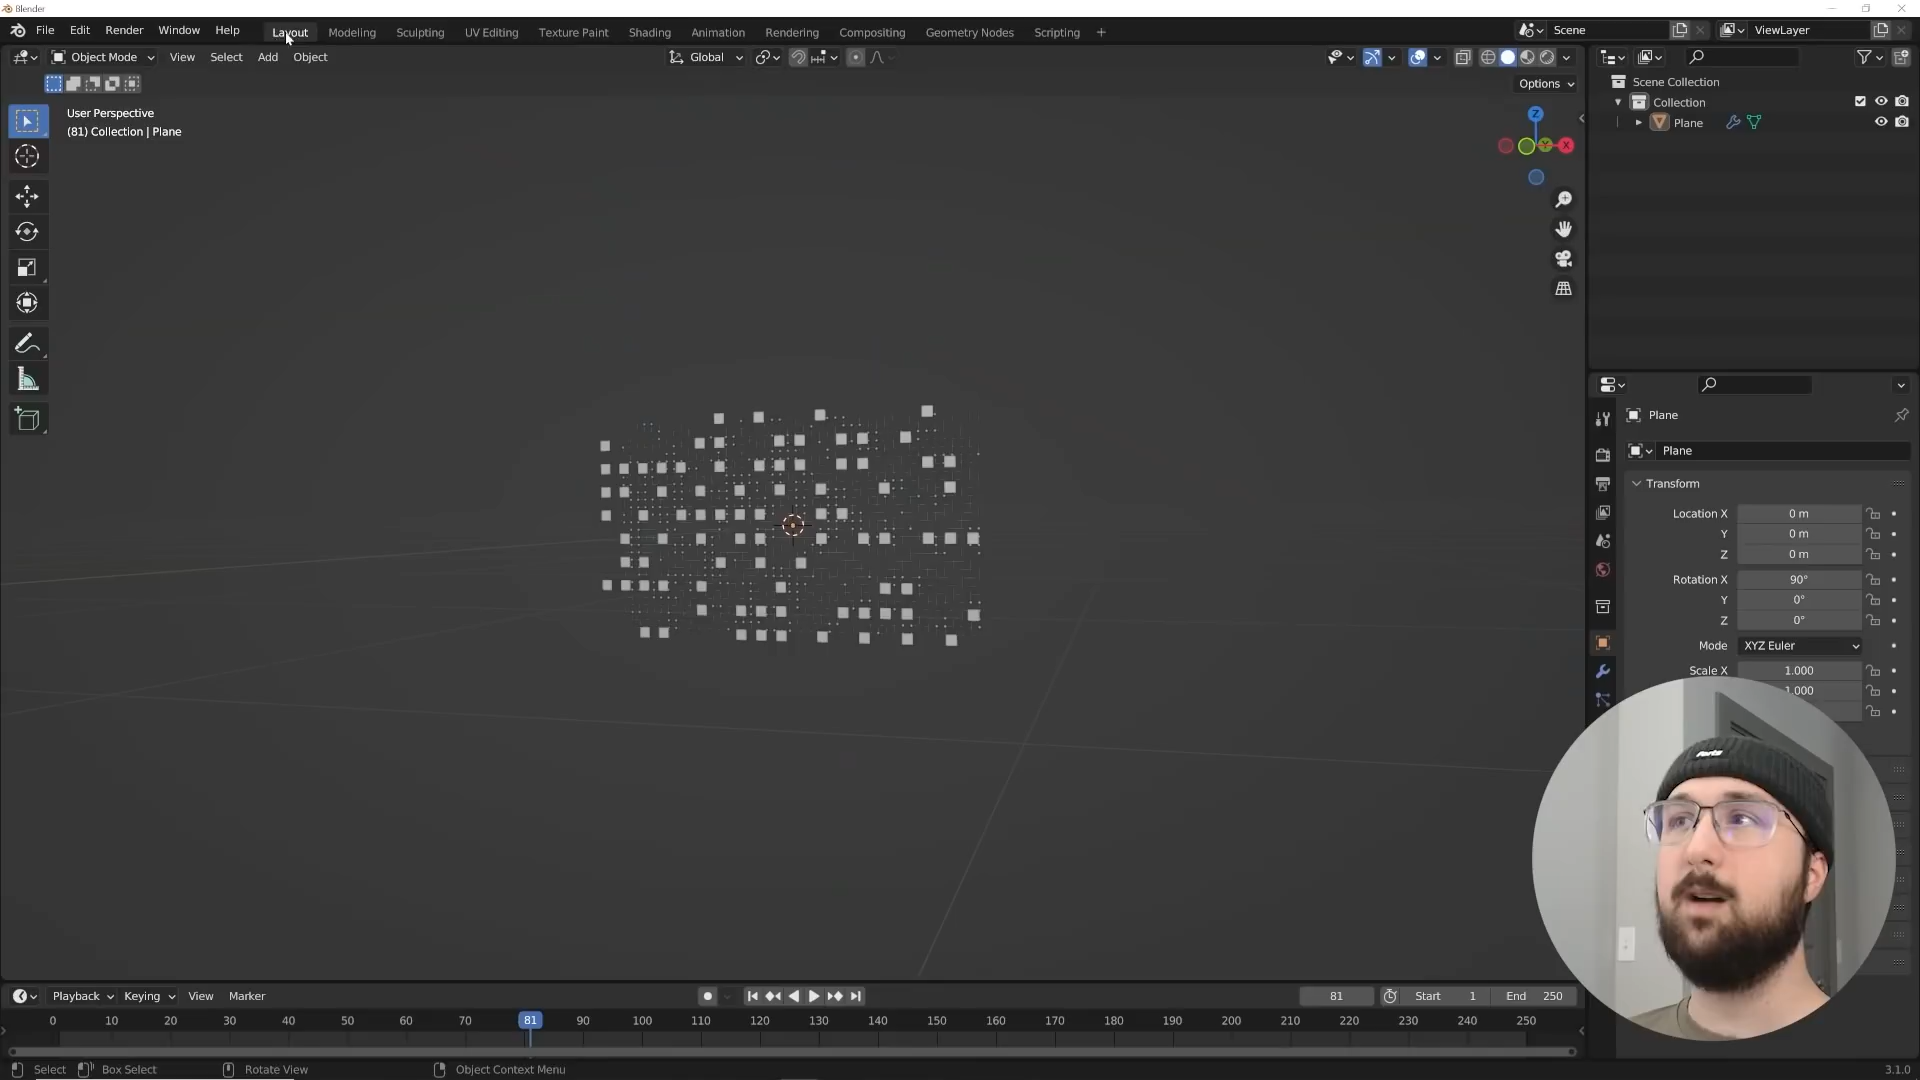 Blender
File Edit Render Window Help Layout Modeling Sculpting UV Editing Texture Paint Shading Animation Rendering Compositing Geometry Nodes Scripting + Scene ViewLayer
Object Mode View Select Add Object Global
Options
User Perspective
(81) Collection | Plane
Z
X
Scene Collection
Collection
Plane
Plane
Plane
Transform
Location X 0 m
Y 0 m
Z 0 m
Rotation X 90°
Y 0°
Z 0°
Mode XYZ Euler
Scale X 1.000
1.000
Playback Keying View Marker 81 Start 1 End 250
0 10 20 30 40 50 60 70 81 90 100 110 120 130 140 150 160 170 180 190 200 210 220 230 240 250
Select Box Select Rotate View Object Context Menu 3.1.0